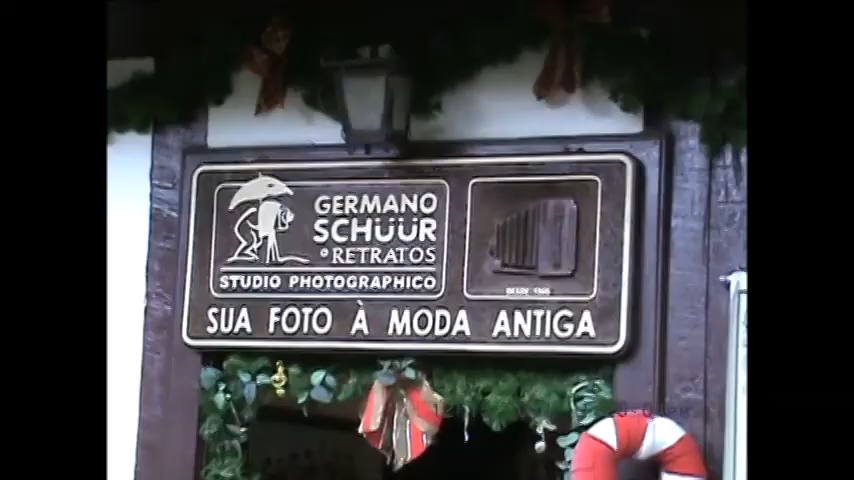 GERMANO
SCHÜÜR
RETRATOS
STUDIO PHOTOGRAPHICO
SUA FOTO À MODA ANTIGA